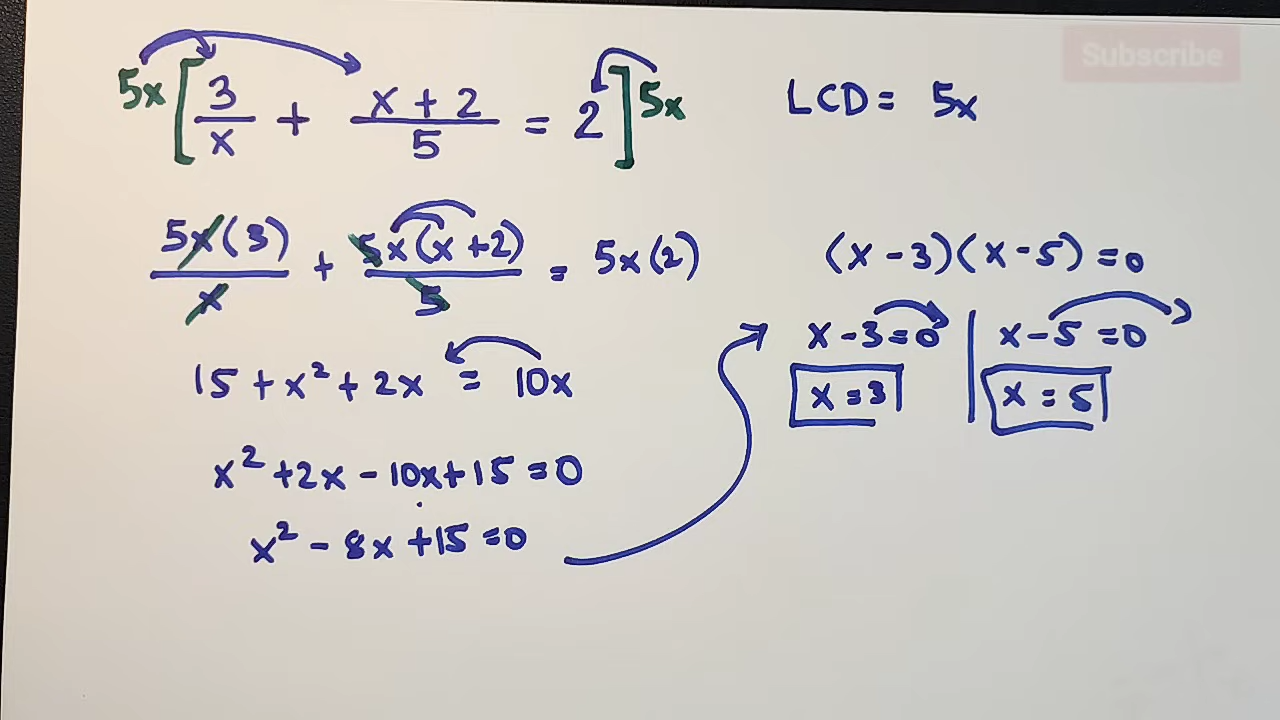 5x [ 3/x + (x + 2)/5 = 2 ] 5x
LCD = 5x
5x(3)/x + 5x(x + 2)/5 = 5x(2)
15 + x² + 2x = 10x
x² + 2x - 10x + 15 = 0
x² - 8x + 15 = 0
(x - 3)(x - 5) = 0
x - 3 = 0 | x - 5 = 0
x = 3 x = 5
Subscribe